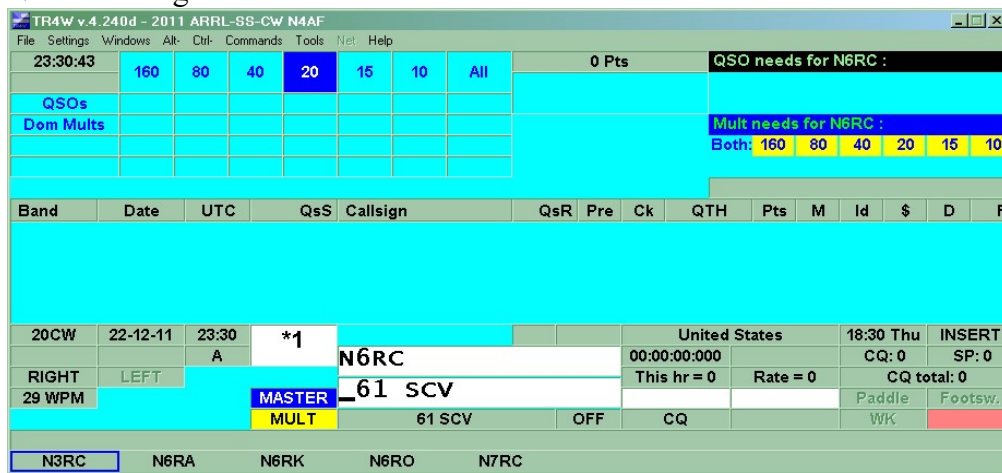 TR4W v.4.240d - 2011 ARRL-SS-CW N4AF
File Settings Windows Alt- Ctrl- Commands Tools Net Help
23:30:43 160 80 40 20 15 10 All 0 Pts QSO needs for N6RC :
QSOs
Dom Mults Mult needs for N6RC :
Both: 160 80 40 20 15 10
Band Date UTC QsS Callsign QsR Pre Ck QTH Pts M Id $ D
20CW 22-12-11 23:30 *1 United States 18:30 Thu INSERT
A N6RC 00:00:00:000 CQ: 0 SP: 0
RIGHT LEFT _61 SCV This hr = 0 Rate = 0 CQ total: 0
29 WPM MASTER Paddle Footsw.
MULT 61 SCV OFF CQ WK
N3RC N6RA N6RK N6RO N7RC